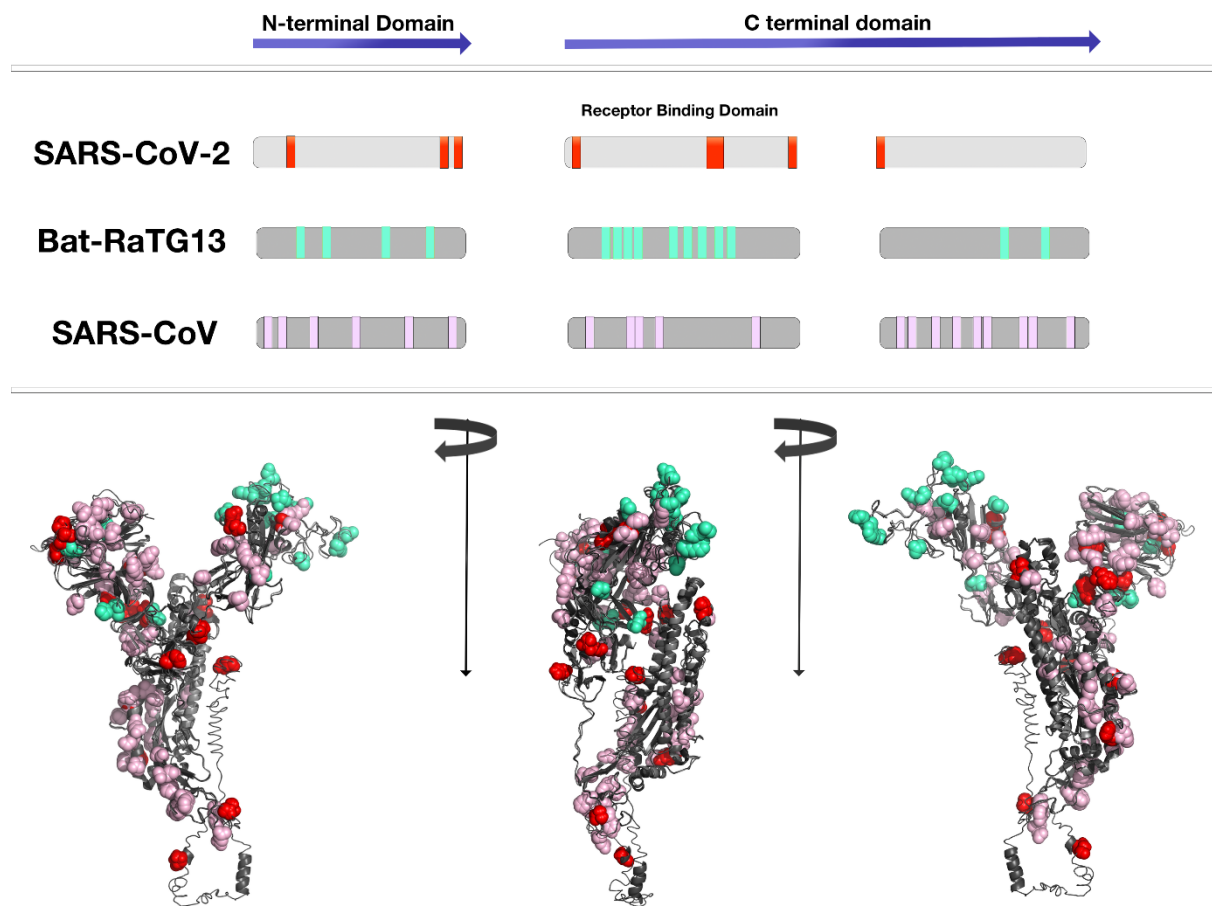 N-terminal Domain
C terminal domain
Receptor Binding Domain
SARS-CoV-2
Bat-RaTG13
SARS-CoV